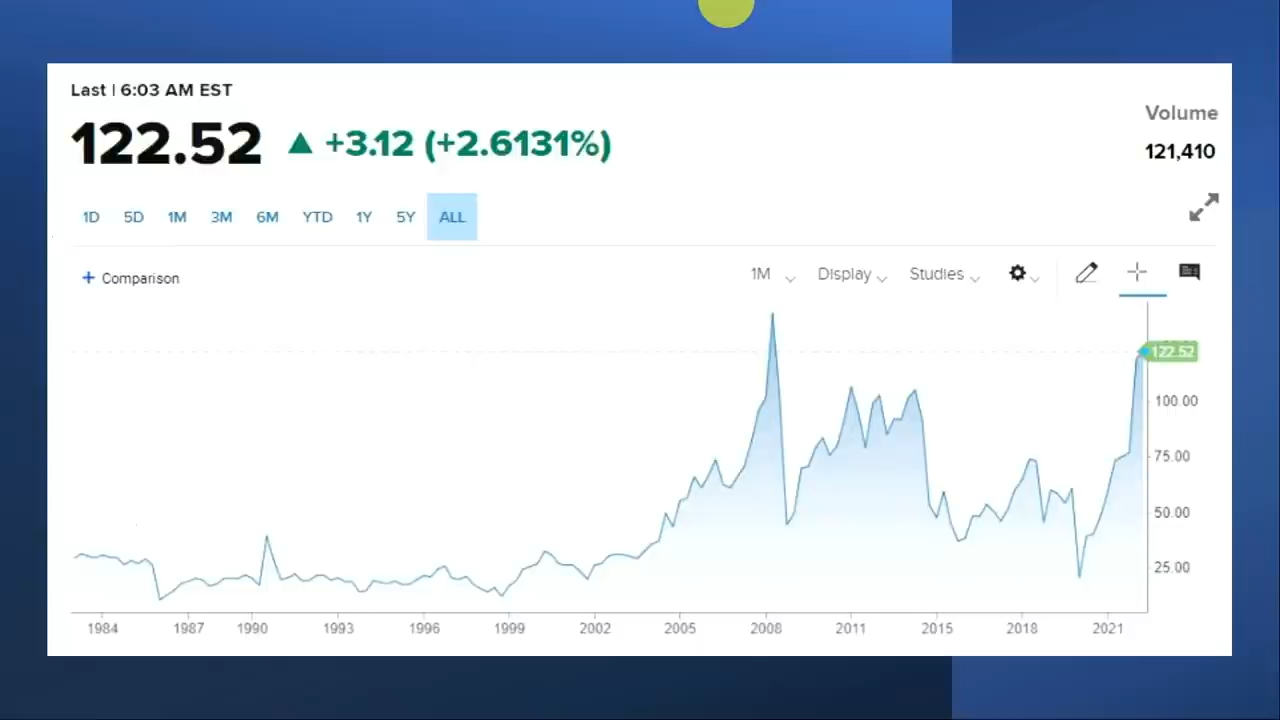 Last | 6:03 AM EST
122.52 ▲ +3.12 (+2.6131%)
Volume
121,410
1D 5D 1M 3M 6M YTD 1Y 5Y ALL
+ Comparison
1M Display Studies
122.52
100.00
75.00
50.00
25.00
1984 1987 1990 1993 1996 1999 2002 2005 2008 2011 2015 2018 2021